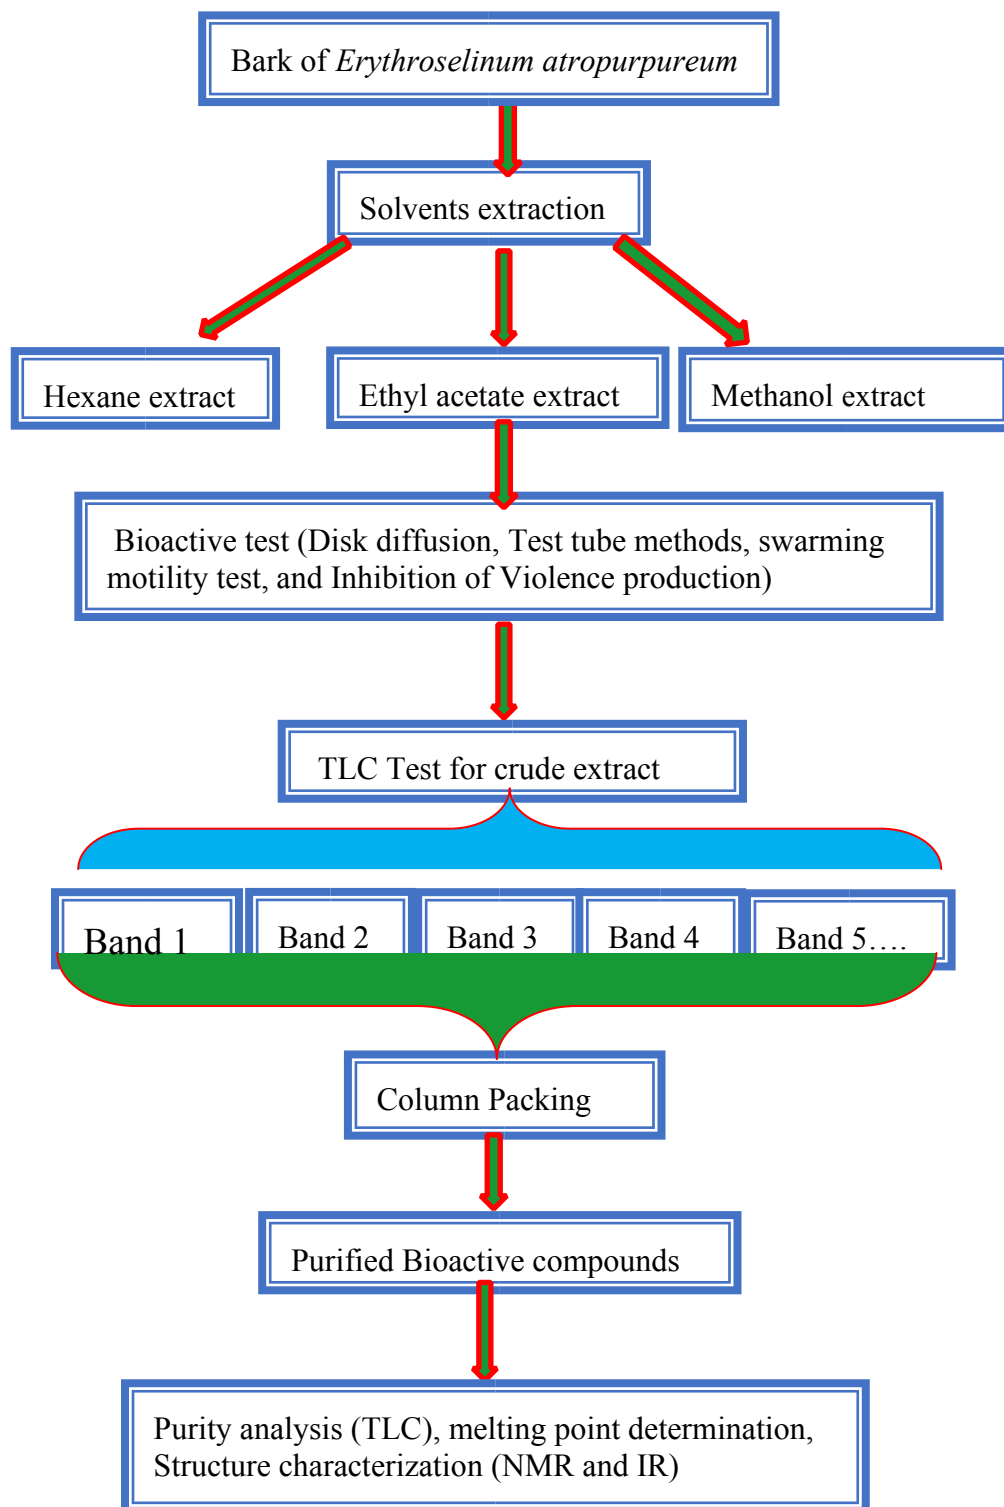 Bark of Erythroselinum atropurpureum
Solvents extraction
Hexane extract
Ethyl acetate extract
Methanol extract
Bioactive test (Disk diffusion, Test tube methods, swarming
motility test, and Inhibition of Violence production)
TLC Test for crude extract
Band 1
Band 2
Band 3
Band 4
Band 5….
Column Packing
Purified Bioactive compounds
Purity analysis (TLC), melting point determination,
Structure characterization (NMR and IR)